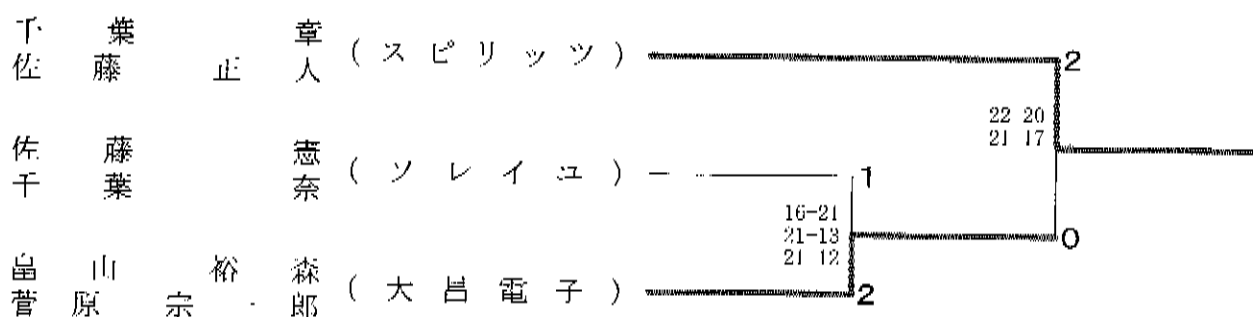 千葉章
佐藤正人 (スピリッツ)
2
22 20
21 17
佐藤憲
千葉奈 (ソレイユ)
1
16-21
21-13
21 12
0
畠山裕森
菅原宗一郎 (大昌電子)
2